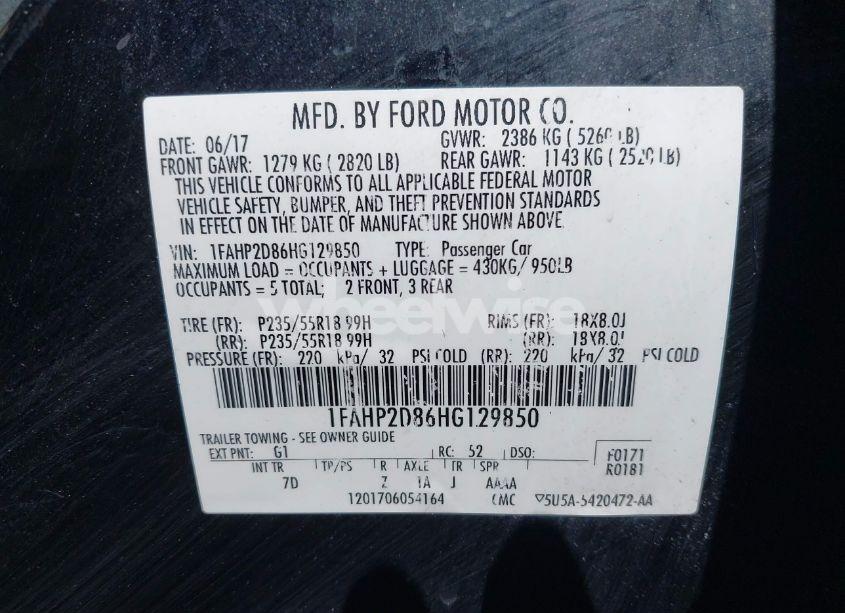 MFD. BY FORD MOTOR CO.
DATE: 06/17 GVWR: 2386 KG ( 5260 LB)
FRONT GAWR: 1279 KG ( 2820 LB) REAR GAWR: 1143 KG ( 2520 LB)
THIS VEHICLE CONFORMS TO ALL APPLICABLE FEDERAL MOTOR
VEHICLE SAFETY, BUMPER, AND THEFT PREVENTION STANDARDS
IN EFFECT ON THE DATE OF MANUFACTURE SHOWN ABOVE.
VIN: 1FAHP2D86HG129850 TYPE: Passenger Car
MAXIMUM LOAD = OCCUPANTS + LUGGAGE = 430KG/ 950LB
OCCUPANTS = 5 TOTAL; 2 FRONT, 3 REAR
wheelwise
TIRE (FR): P235/55R18 99H RIMS (FR): 18X8.0J
(RR): P235/55R18 99H (RR): 18X8.0J
PRESSURE (FR): 220 kPa/ 32 PSI COLD (RR): 220 kPa/ 32 PSI COLD
1FAHP2D86HG129850
TRAILER TOWING - SEE OWNER GUIDE
EXT PNT: G1 RC: 52 DSO: F0171
R0181
INT TR TP/PS R AXLE TR SPR
7D Z 1A J AAAA
1201706054164 CMC ▽5U5A-5420472-AA